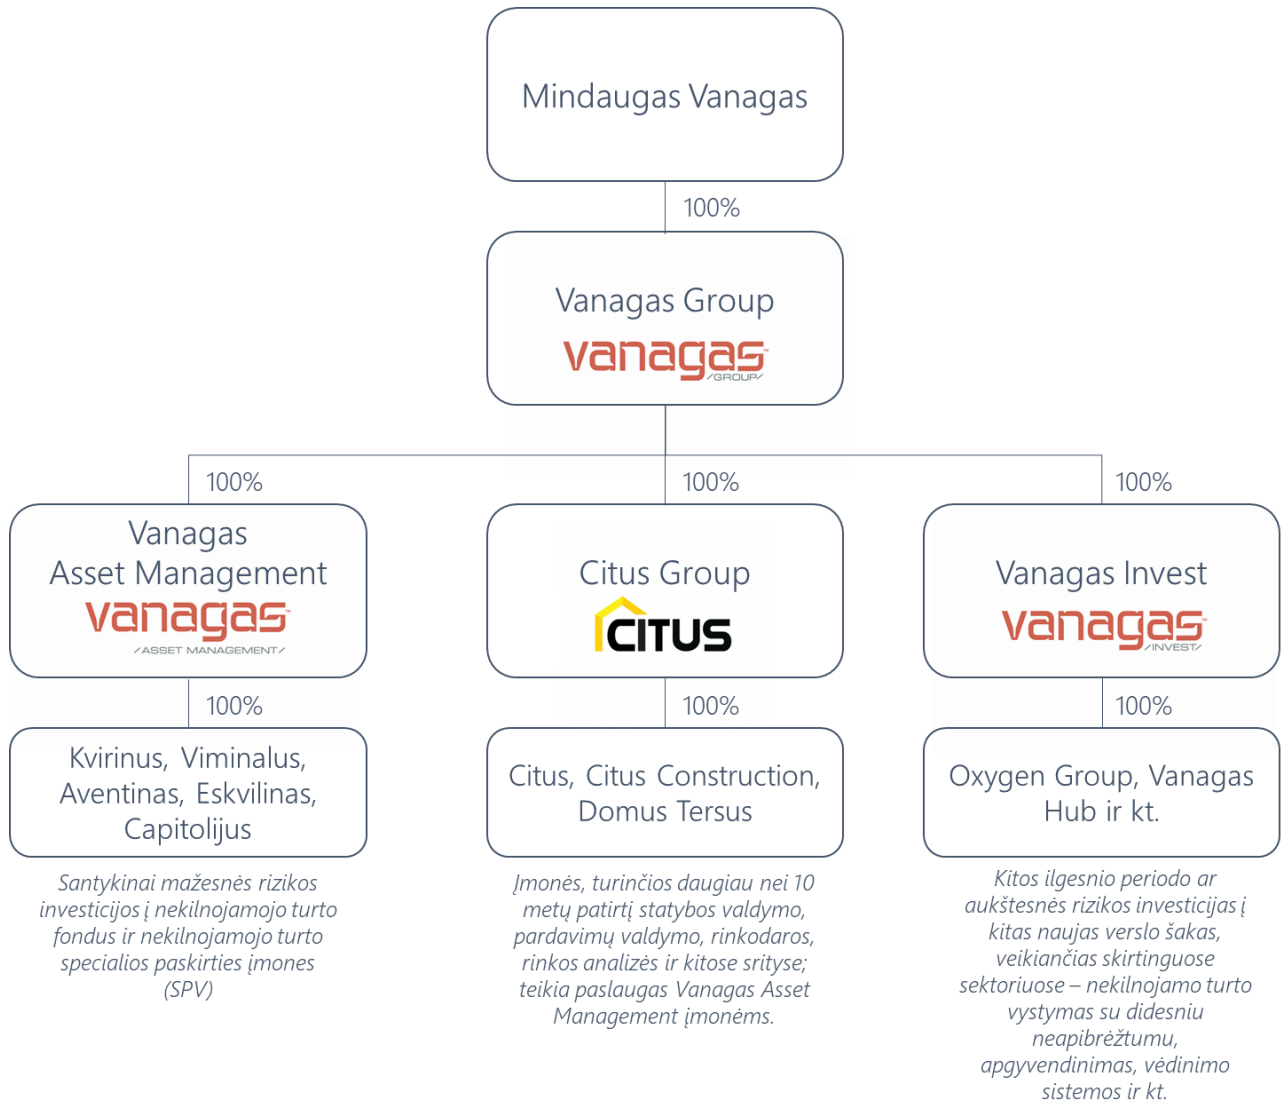 Mindaugas Vanagas
100%
Vanagas Group
vanagas™
/GROUP/
100%
100%
100%
Vanagas
Asset Management
vanagas™
/ASSET MANAGEMENT/
Citus Group
CITUS
Vanagas Invest
vanagas™
/INVEST/
100%
100%
100%
Kvirinus, Viminalus,
Aventinas, Eskvilinas,
Capitolijus
Citus, Citus Construction,
Domus Tersus
Oxygen Group, Vanagas
Hub ir kt.
Santykinai mažesnės rizikos
investicijos į nekilnojamojo turto
fondus ir nekilnojamojo turto
specialios paskirties įmones
(SPV)
Įmonės, turinčios daugiau nei 10
metų patirtį statybos valdymo,
pardavimų valdymo, rinkodaros,
rinkos analizės ir kitose srityse;
teikia paslaugas Vanagas Asset
Management įmonėms.
Kitos ilgesnio periodo ar
aukštesnės rizikos investicijas į
kitas naujas verslo šakas,
veikiančias skirtinguose
sektoriuose – nekilnojamo turto
vystymas su didesniu
neapibrėžtumu,
apgyvendinimas, vėdinimo
sistemos ir kt.